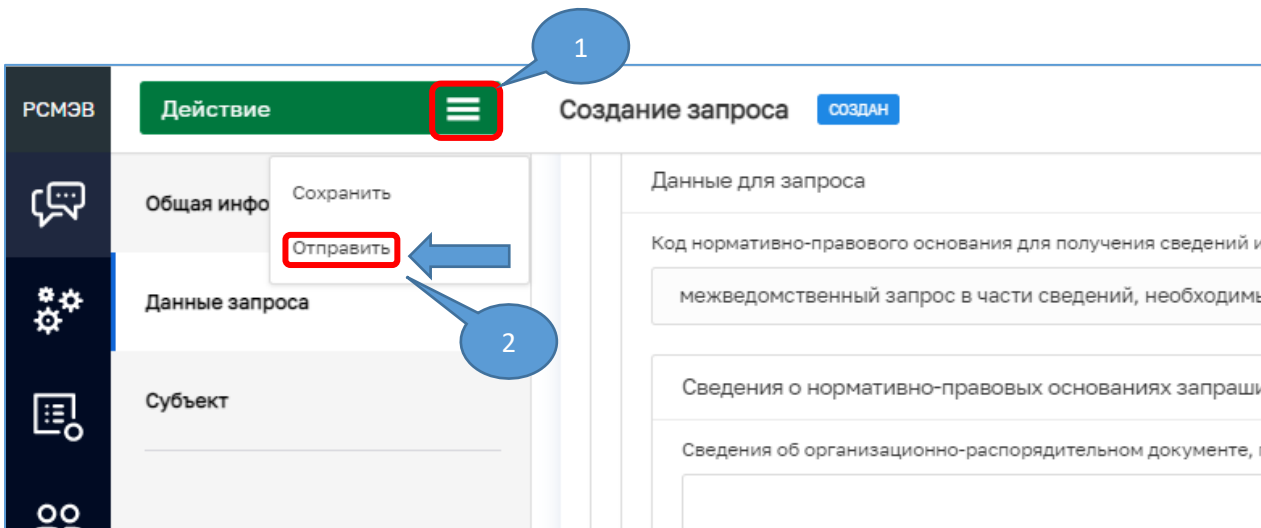 1
РСМЭВ
Действие
Создание запроса
СОЗДАН
Общая инфо
Сохранить
Отправить
Данные запроса
Субъект
2
Данные для запроса
Код нормативно-правового основания для получения сведений и
межведомственный запрос в части сведений, необходимы
Сведения о нормативно-правовых основаниях запраши
Сведения об организационно-распорядительном документе,